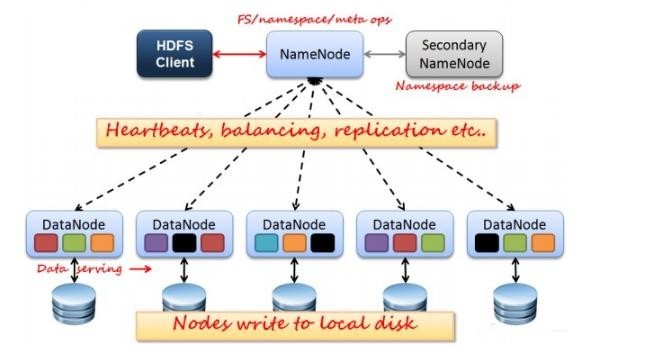 FS/namespace/meta ops
HDFS
Client
NameNode
Secondary
NameNode
Namespace backup
Heartbeats, balancing, replication etc..
DataNode
DataNode
DataNode
DataNode
DataNode
Data serving
Nodes write to local disk